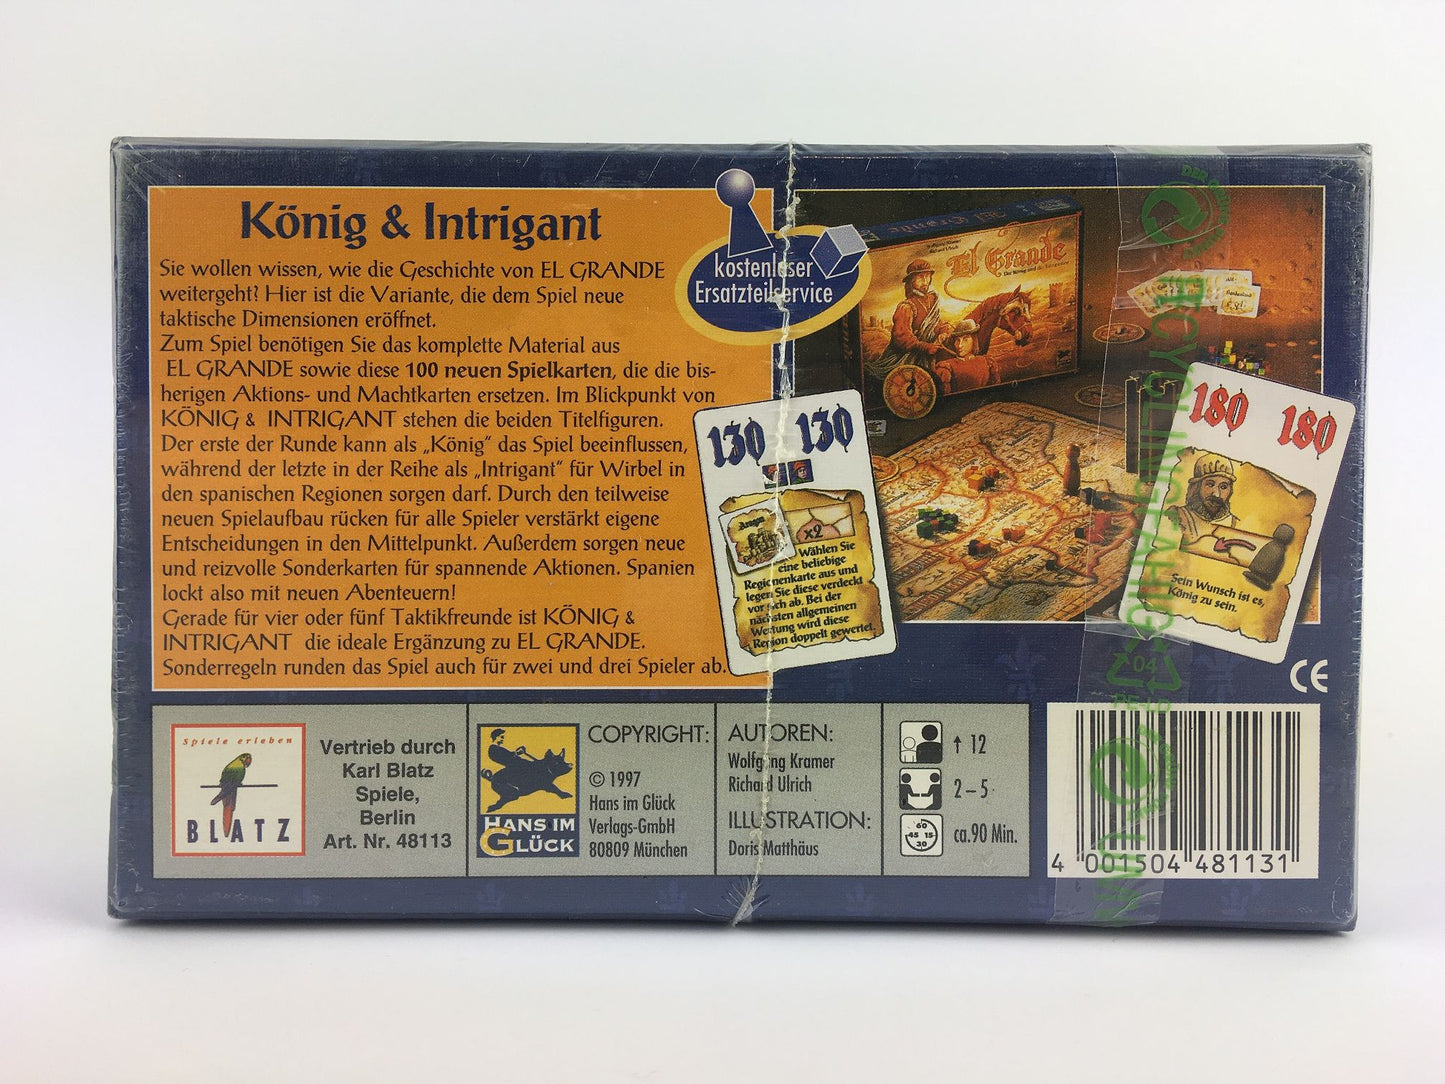 König & Intrigant
Sie wollen wissen, wie die Geschichte von EL GRANDE
weitergeht? Hier ist die Variante, die dem Spiel neue
taktische Dimensionen eröffnet.
Zum Spiel benötigen Sie das komplette Material aus
EL GRANDE sowie diese 100 neuen Spielkarten, die die bis-
herigen Aktions- und Machtkarten ersetzen. Im Blickpunkt von
KÖNIG & INTRIGANT stehen die beiden Titelfiguren.
Der erste der Runde kann als „König“ das Spiel beeinflussen,
während der letzte in der Reihe als „Intrigant“ für Wirbel in
den spanischen Regionen sorgen darf. Durch den teilweise
neuen Spielaufbau rücken für alle Spieler verstärkt eigene
Entscheidungen in den Mittelpunkt. Außerdem sorgen neue
und reizvolle Sonderkarten für spannende Aktionen. Spanien
lockt also mit neuen Abenteuern!
Gerade für vier oder fünf Taktikfreunde ist KÖNIG &
INTRIGANT die ideale Ergänzung zu EL GRANDE.
Sonderregeln runden das Spiel auch für zwei und drei Spieler ab.
kostenloser
Ersatzteilservice
Wolfgang Kramer
Richard Ulrich
El Grande
130 130
Aragon
x2
Wählen Sie
eine beliebige
Regionenkarte aus und
legen Sie diese verdeckt
vor sich ab. Bei der
nächsten allgemeinen
Wertung wird diese
Region doppelt gewertet.
180 180
Sein Wunsch ist es,
König zu sein.
RECYCLINGFÄHIG
04
CE
Spiele erleben
BLATZ
Vertrieb durch
Karl Blatz
Spiele,
Berlin
Art. Nr. 48113
HANS IM
GLÜCK
COPYRIGHT:
© 1997
Hans im Glück
Verlags-GmbH
80809 München
AUTOREN:
Wolfgang Kramer
Richard Ulrich
ILLUSTRATION:
Doris Matthäus
↑ 12
2–5
60
45 15
30
ca.90 Min.
4 001504 481131